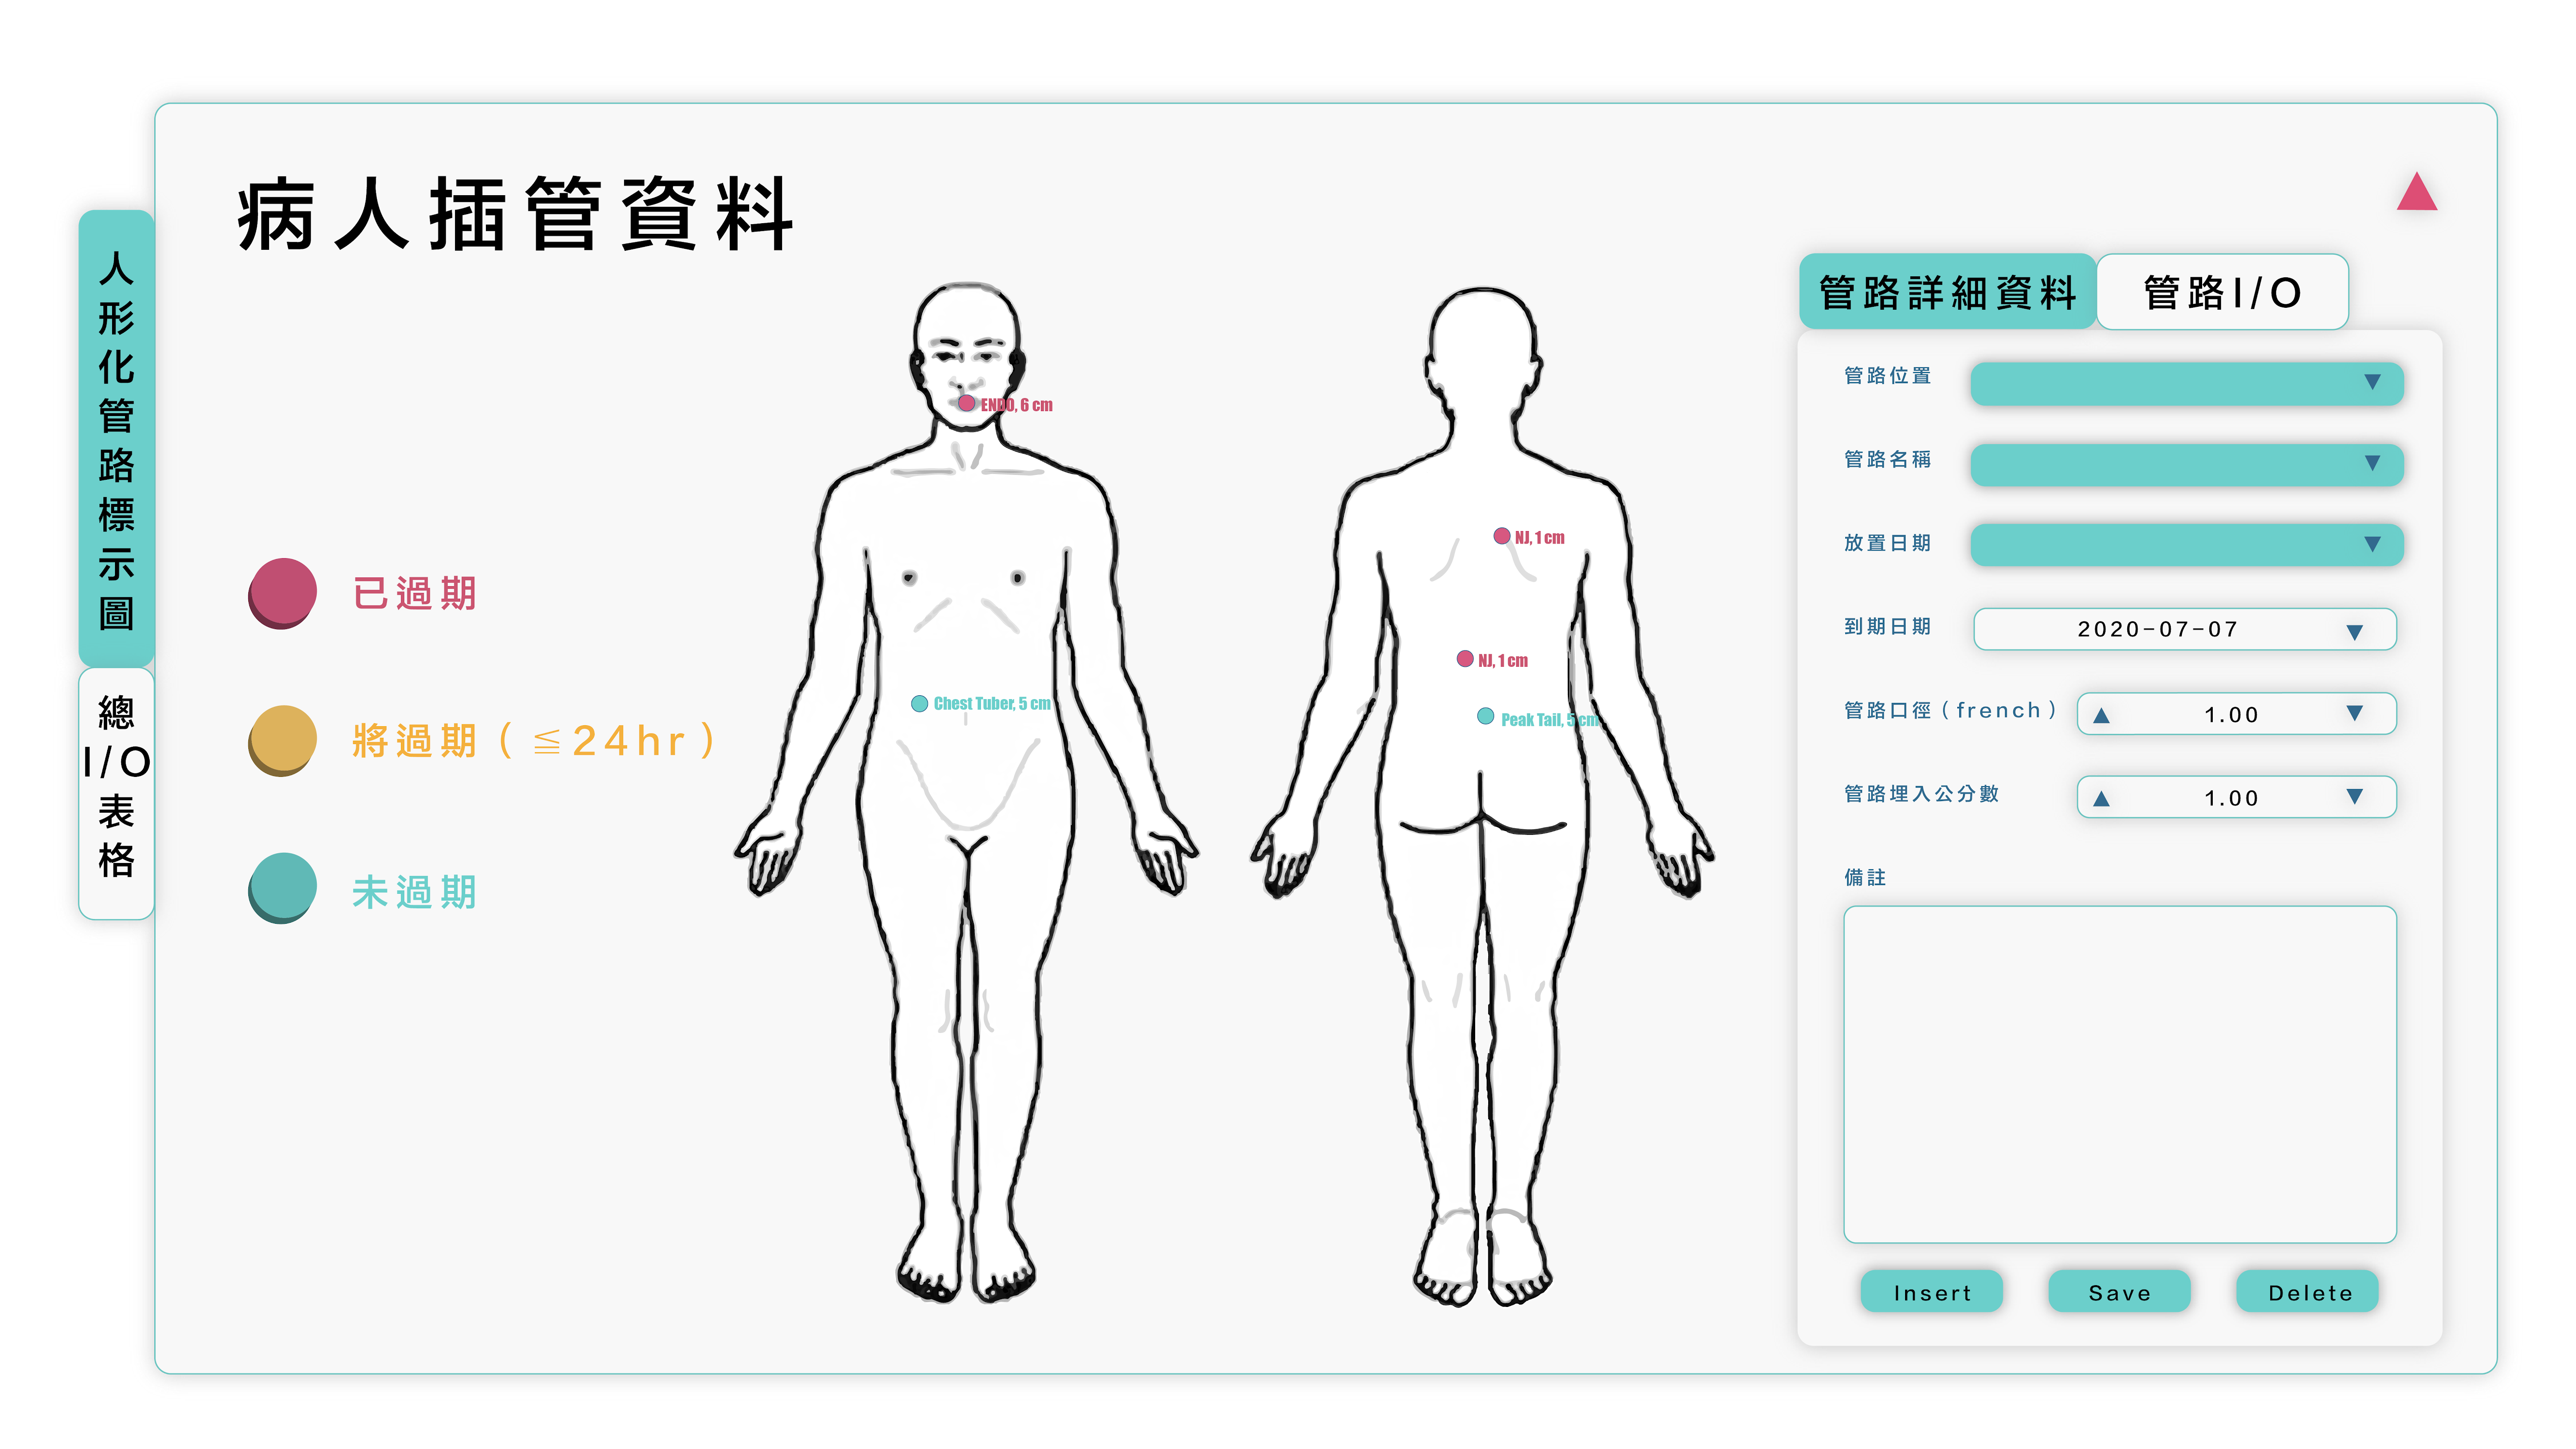 病人插管資料
人形化管路標示圖
總I/O表格
已過期
將過期（≦24hr）
未過期
ENDO, 6 cm
Chest Tuber, 5 cm
NJ, 1 cm
NJ, 1 cm
Peak Tail, 5 cm
管路詳細資料
管路I/O
管路位置
管路名稱
放置日期
到期日期 2020-07-07
管路口徑（french） 1.00
管路埋入公分數 1.00
備註
Insert Save Delete